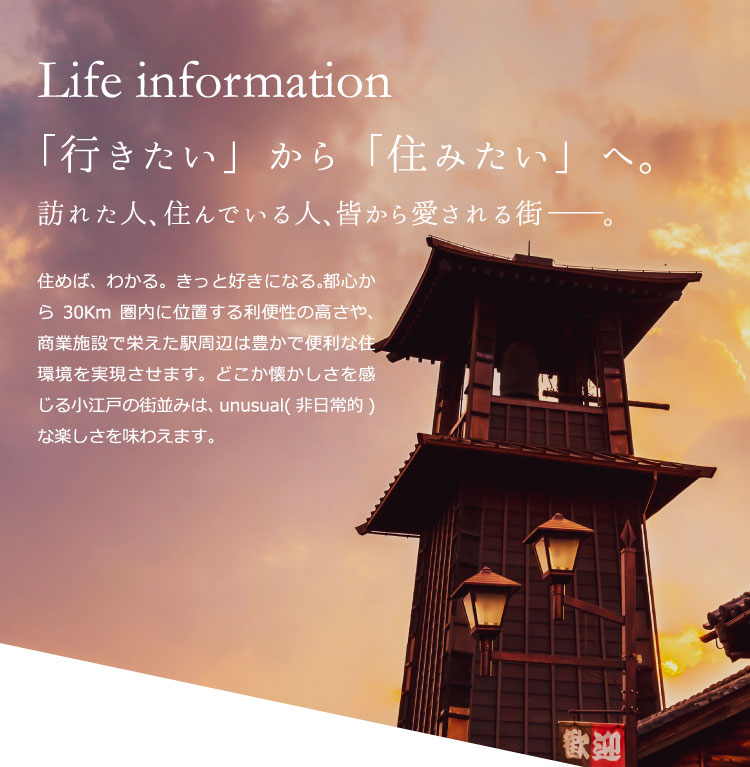 Life information
「行きたい」から「住みたい」へ。
訪れた人、住んでいる人、皆から愛される街――。
住めば、わかる。きっと好きになる。都心か
ら 30Km 圏内に位置する利便性の高さや、
商業施設で栄えた駅周辺は豊かで便利な住
環境を実現させます。どこか懐かしさを感
じる小江戸の街並みは、unusual( 非日常的 )
な楽しさを味わえます。
歓迎